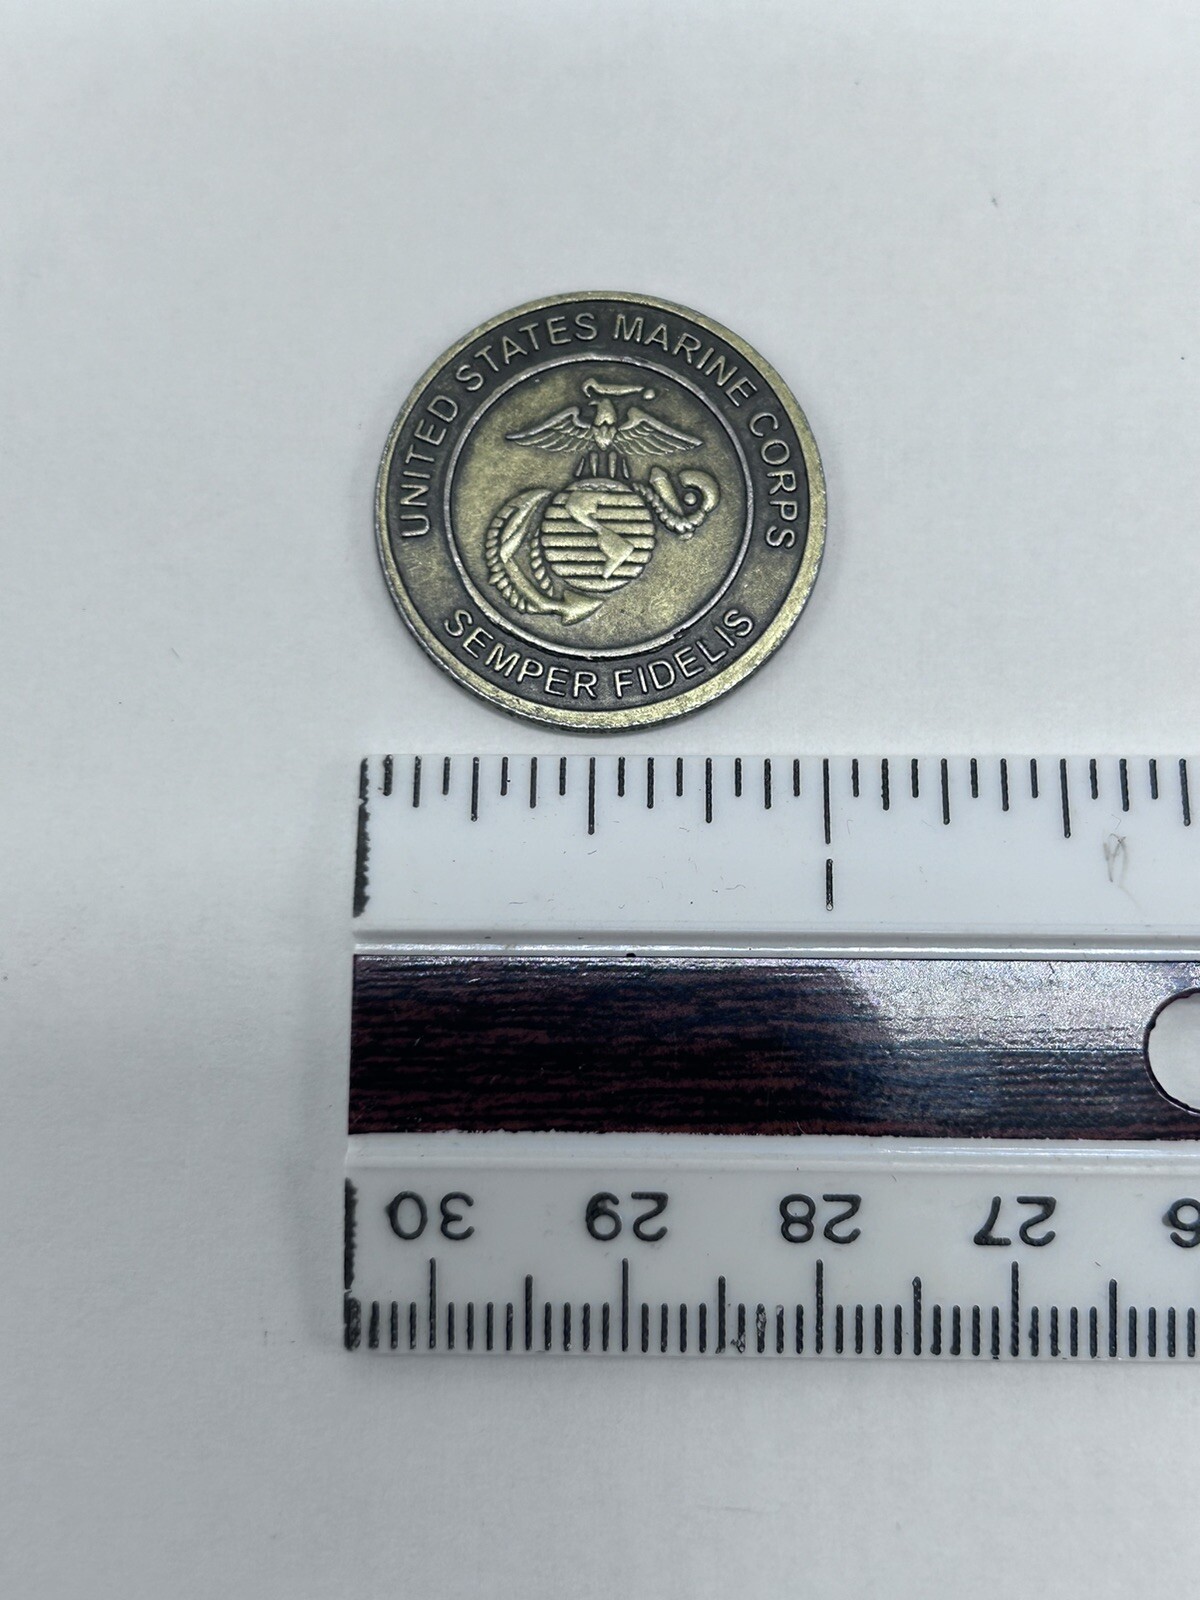 UNITED STATES MARINE CORPS
SEMPER FIDELIS
30 29 28 27